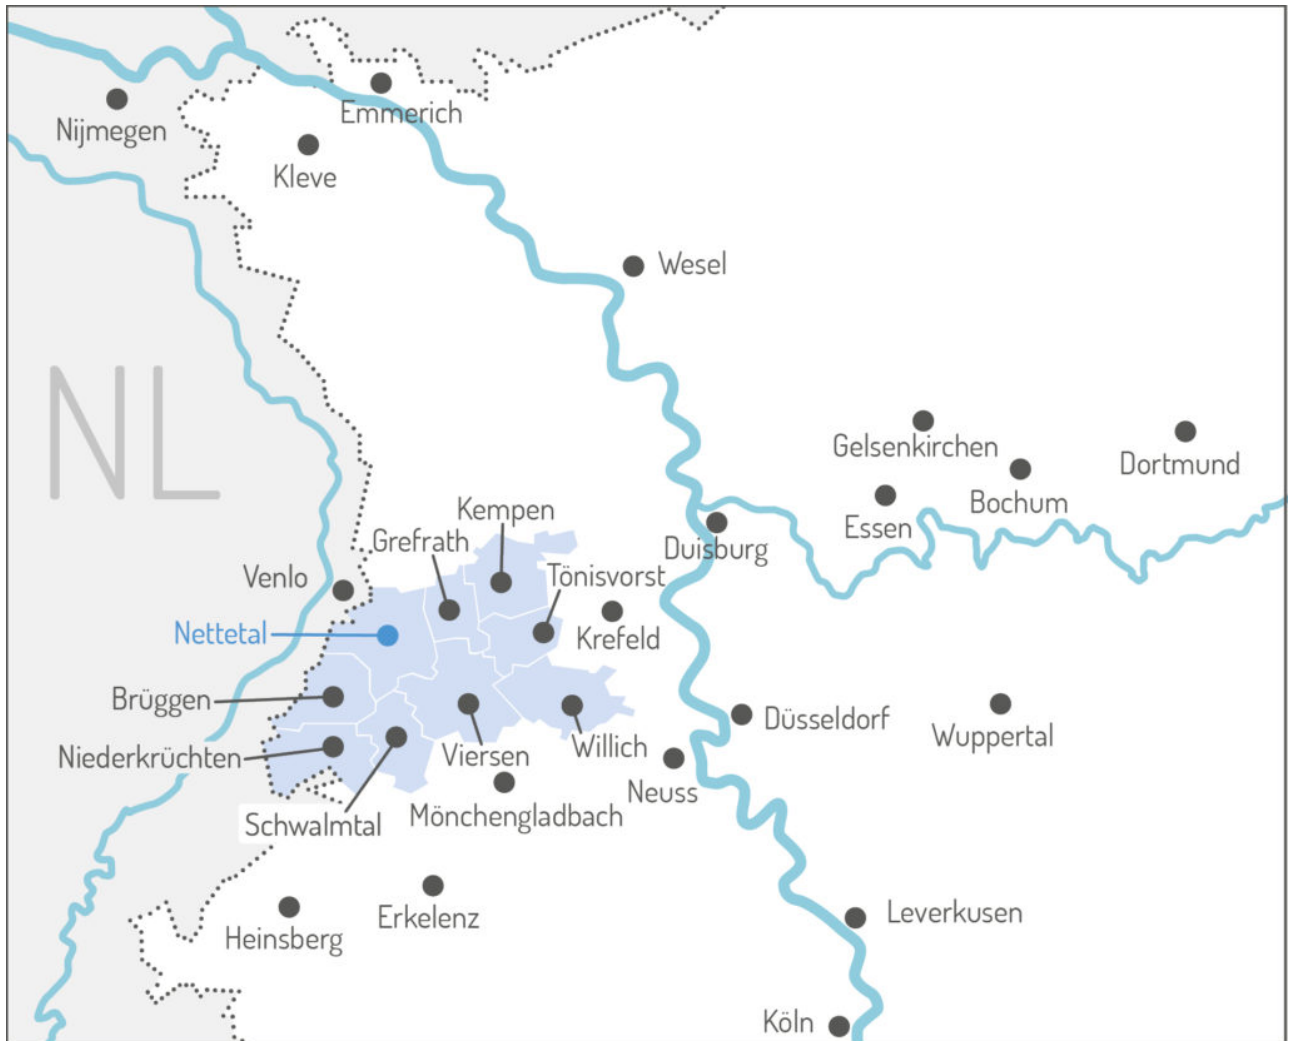 Emmerich
Nijmegen
Kleve
Wesel
NL
Gelsenkirchen
Dortmund
Bochum
Essen
Kempen
Grefrath
Duisburg
Venlo
Tönisvorst
Nettetal
Krefeld
Brüggen
Düsseldorf
Wuppertal
Niederkrüchten
Viersen
Willich
Neuss
Schwalmtal
Mönchengladbach
Erkelenz
Leverkusen
Heinsberg
Köln